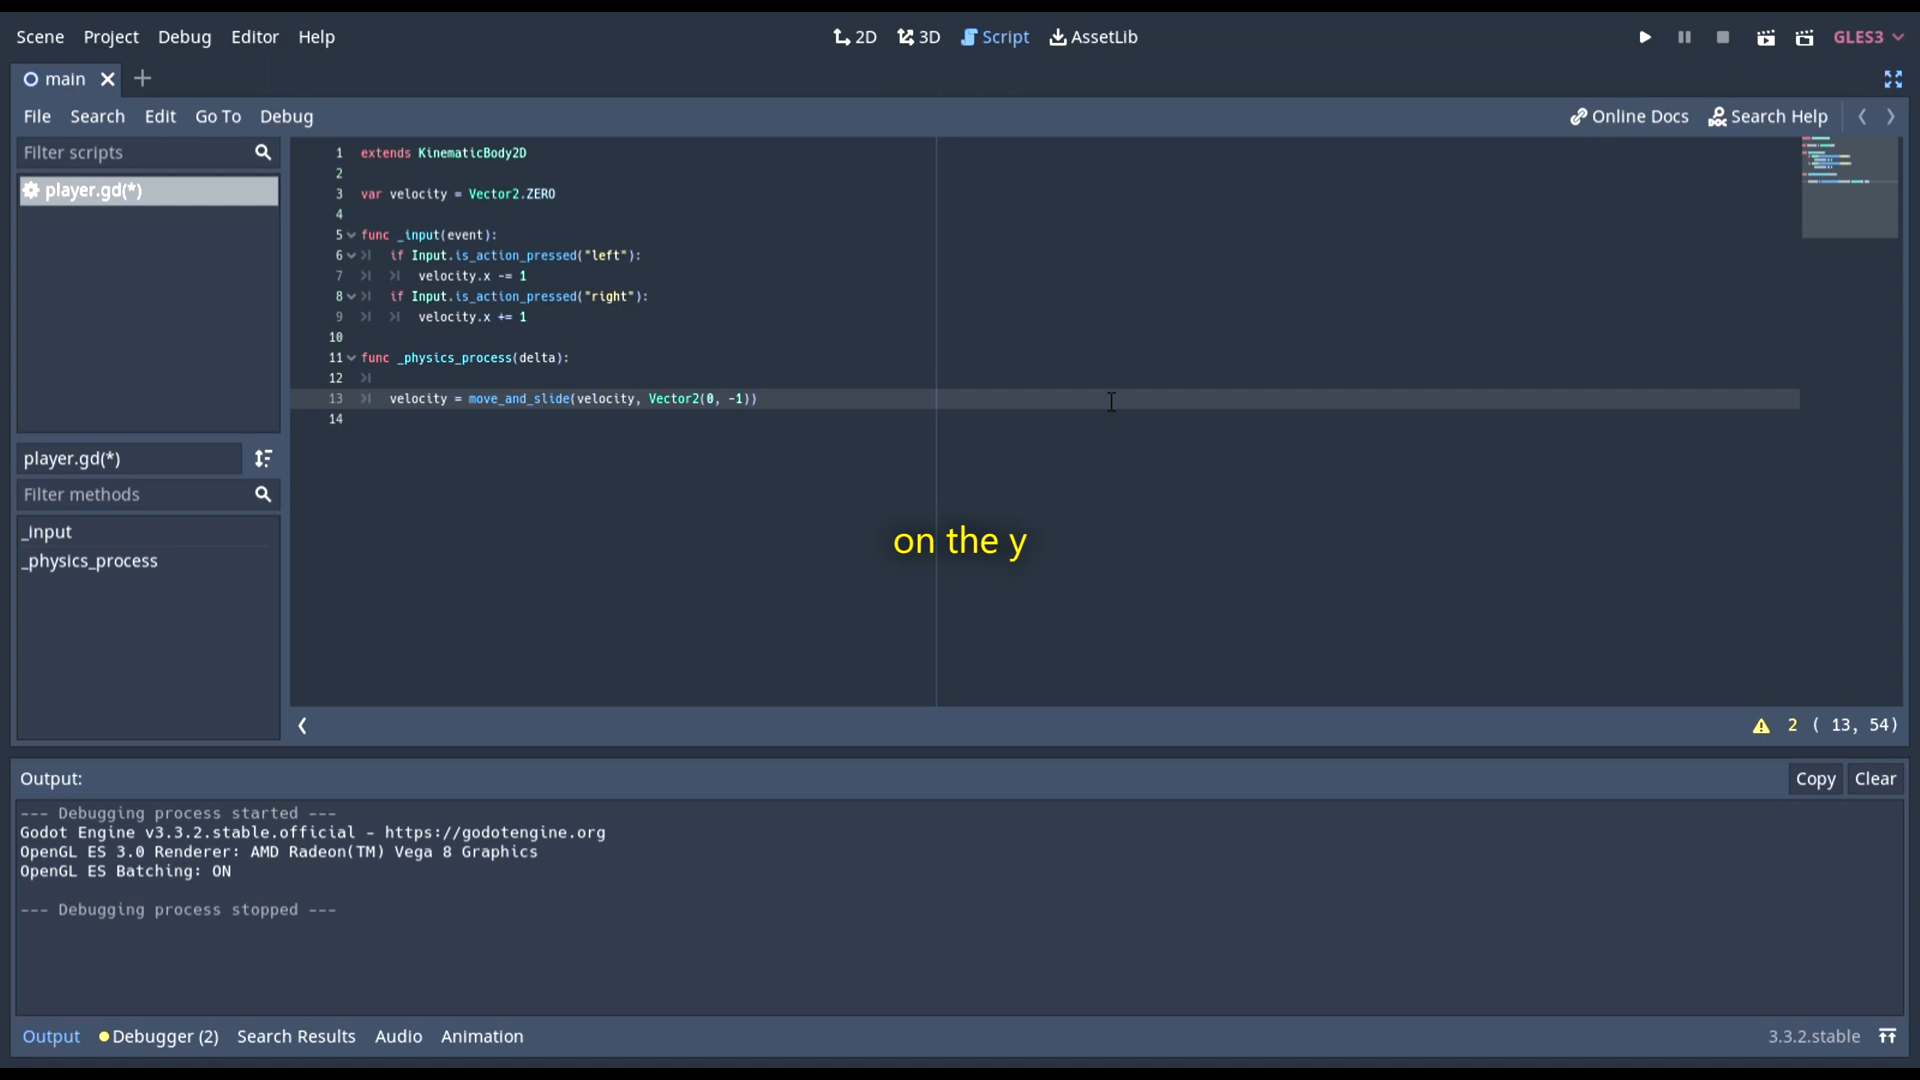 Scene Project Debug Editor Help
2D 3D Script AssetLib
GLES3
main
File Search Edit Go To Debug
Online Docs Search Help
Filter scripts
player.gd(*)
player.gd(*)
Filter methods
_input
_physics_process
1 extends KinematicBody2D
2
3 var velocity = Vector2.ZERO
4
5 func _input(event):
6 if Input.is_action_pressed("left"):
7 velocity.x -= 1
8 if Input.is_action_pressed("right"):
9 velocity.x += 1
10
11 func _physics_process(delta):
12
13 velocity = move_and_slide(velocity, Vector2(0, -1))
14
on the y
2 ( 13, 54)
Output:
Copy Clear
--- Debugging process started ---
Godot Engine v3.3.2.stable.official - https://godotengine.org
OpenGL ES 3.0 Renderer: AMD Radeon(TM) Vega 8 Graphics
OpenGL ES Batching: ON
--- Debugging process stopped ---
Output Debugger (2) Search Results Audio Animation
3.3.2.stable